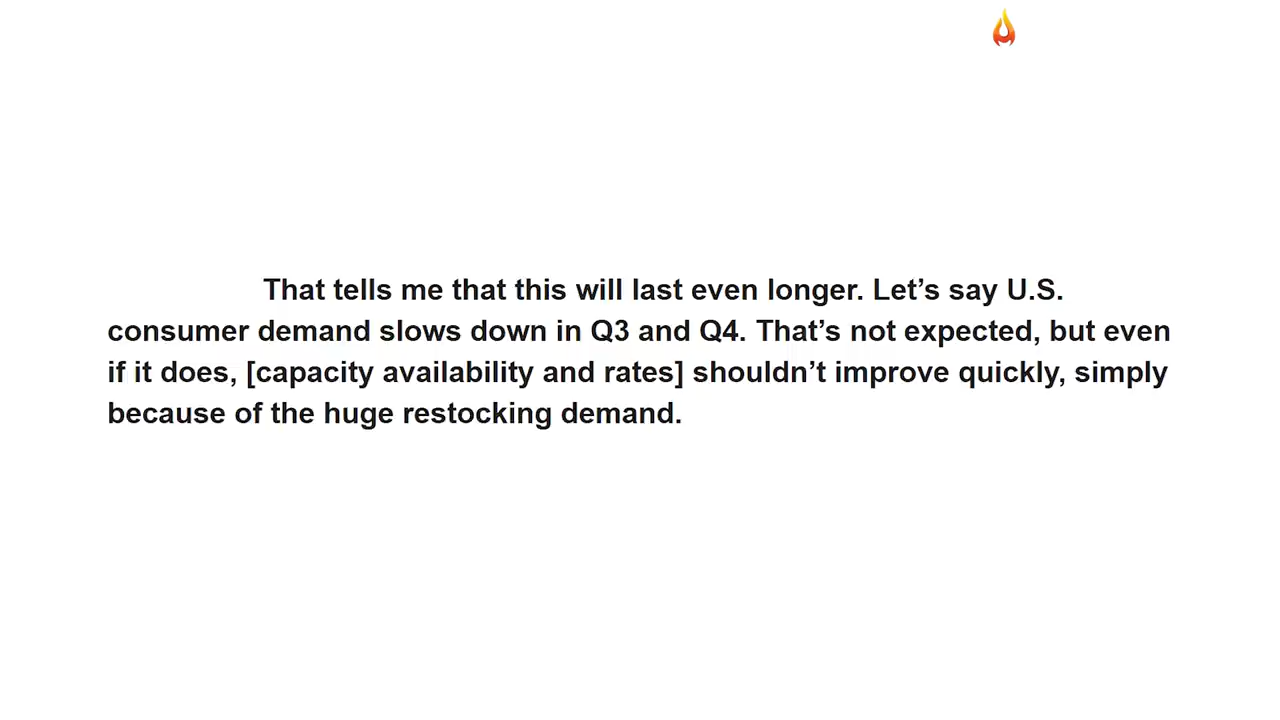 That tells me that this will last even longer. Let’s say U.S.
consumer demand slows down in Q3 and Q4. That’s not expected, but even
if it does, [capacity availability and rates] shouldn’t improve quickly, simply
because of the huge restocking demand.